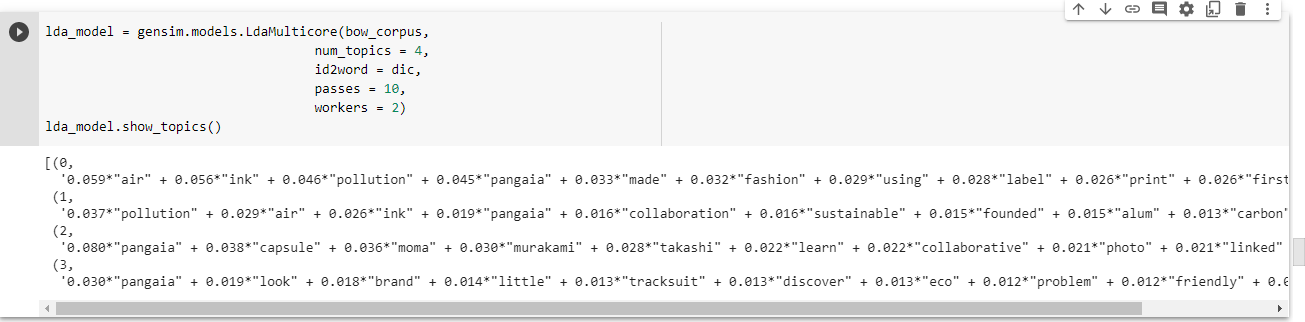 lda_model = gensim.models.LdaMulticore(bow_corpus,
num_topics = 4,
id2word = dic,
passes = 10,
workers = 2)
lda_model.show_topics()
[(0,
'0.059*"air" + 0.056*"ink" + 0.046*"pollution" + 0.045*"pangaia" + 0.033*"made" + 0.032*"fashion" + 0.029*"using" + 0.028*"label" + 0.026*"print" + 0.026*"first
(1,
'0.037*"pollution" + 0.029*"air" + 0.026*"ink" + 0.019*"pangaia" + 0.016*"collaboration" + 0.016*"sustainable" + 0.015*"founded" + 0.015*"alum" + 0.013*"carbon"
(2,
'0.080*"pangaia" + 0.038*"capsule" + 0.036*"moma" + 0.030*"murakami" + 0.028*"takashi" + 0.022*"learn" + 0.022*"collaborative" + 0.021*"photo" + 0.021*"linked"
(3,
'0.030*"pangaia" + 0.019*"look" + 0.018*"brand" + 0.014*"little" + 0.013*"tracksuit" + 0.013*"discover" + 0.013*"eco" + 0.012*"problem" + 0.012*"friendly" + 0.0